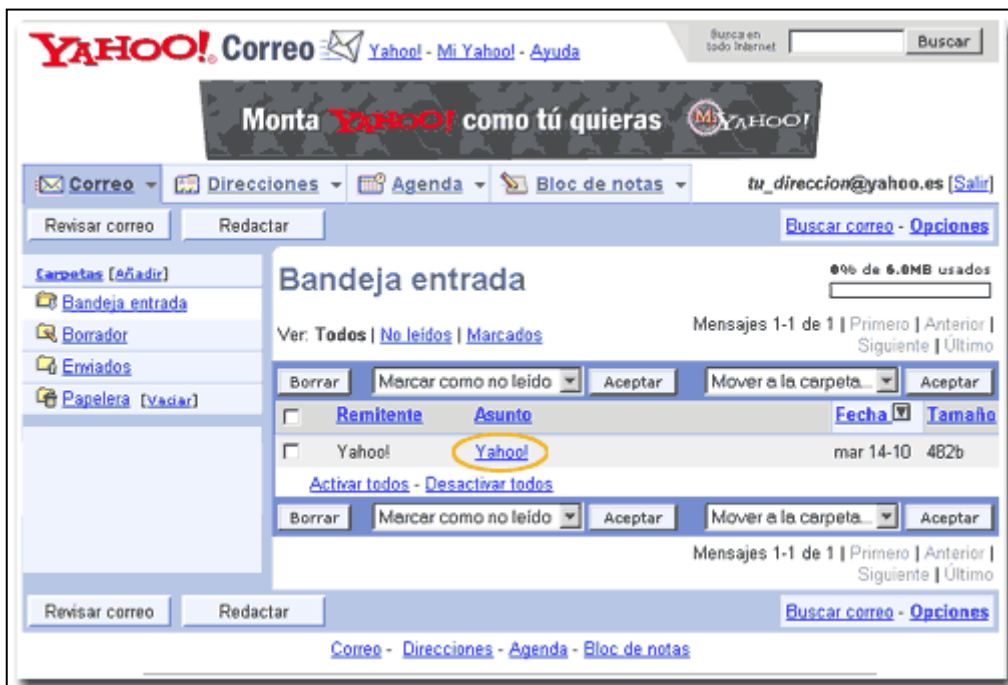 YAHOO! Correo Yahoo! - Mi Yahoo! - Ayuda
Busca en todo Internet Buscar
Monta YAHOO! como tú quieras Mi YAHOO!
Correo Direcciones Agenda Bloc de notas tu_direccion@yahoo.es [Salir]
Revisar correo Redactar Buscar correo - Opciones
Carpetas [Añadir]
Bandeja entrada
Borrador
Enviados
Papelera [Vaciar]
Bandeja entrada
0% de 6.0MB usados
Ver: Todos | No leídos | Marcados
Mensajes 1-1 de 1 | Primero | Anterior |
Siguiente | Último
Borrar Marcar como no leído Aceptar Mover a la carpeta... Aceptar
Remitente Asunto Fecha Tamaño
Yahoo! Yahoo! mar 14-10 482b
Activar todos - Desactivar todos
Borrar Marcar como no leído Aceptar Mover a la carpeta... Aceptar
Mensajes 1-1 de 1 | Primero | Anterior |
Siguiente | Último
Revisar correo Redactar Buscar correo - Opciones
Correo - Direcciones - Agenda - Bloc de notas